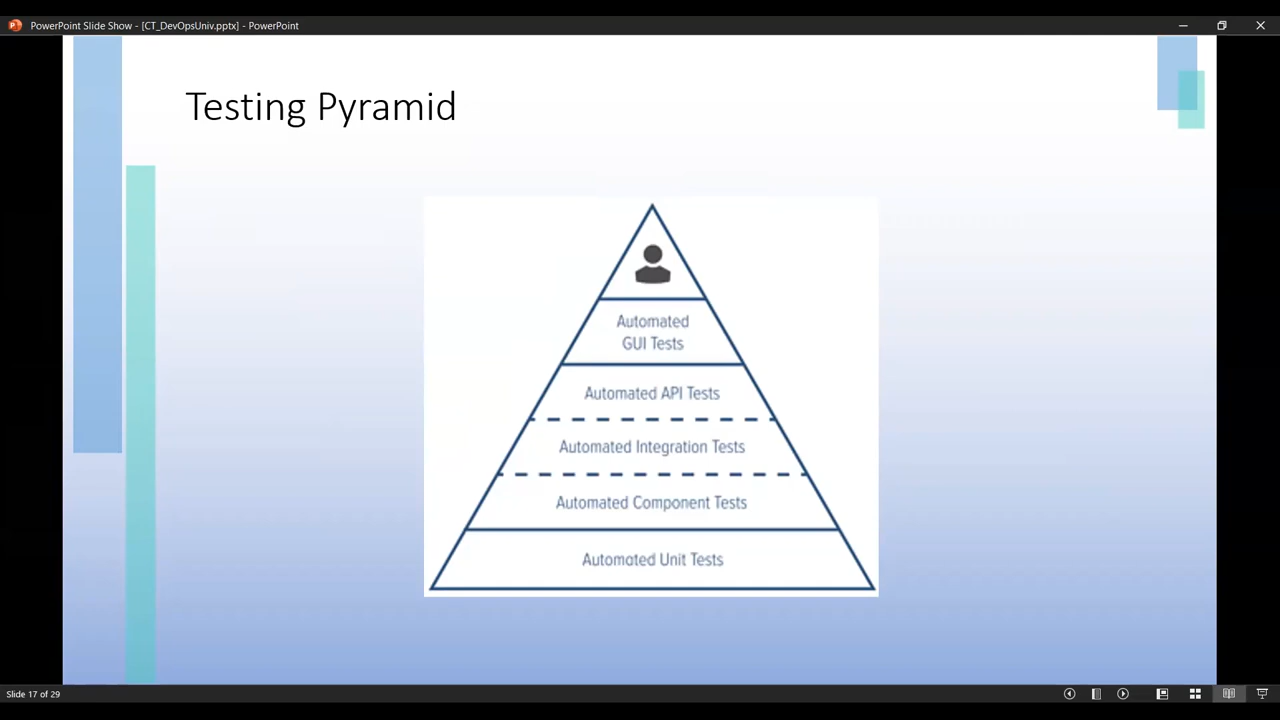 PowerPoint Slide Show - [CT_DevOpsUniv.pptx] - PowerPoint
Testing Pyramid
Automated
GUI Tests
Automated API Tests
Automated Integration Tests
Automated Component Tests
Automated Unit Tests
Slide 17 of 29